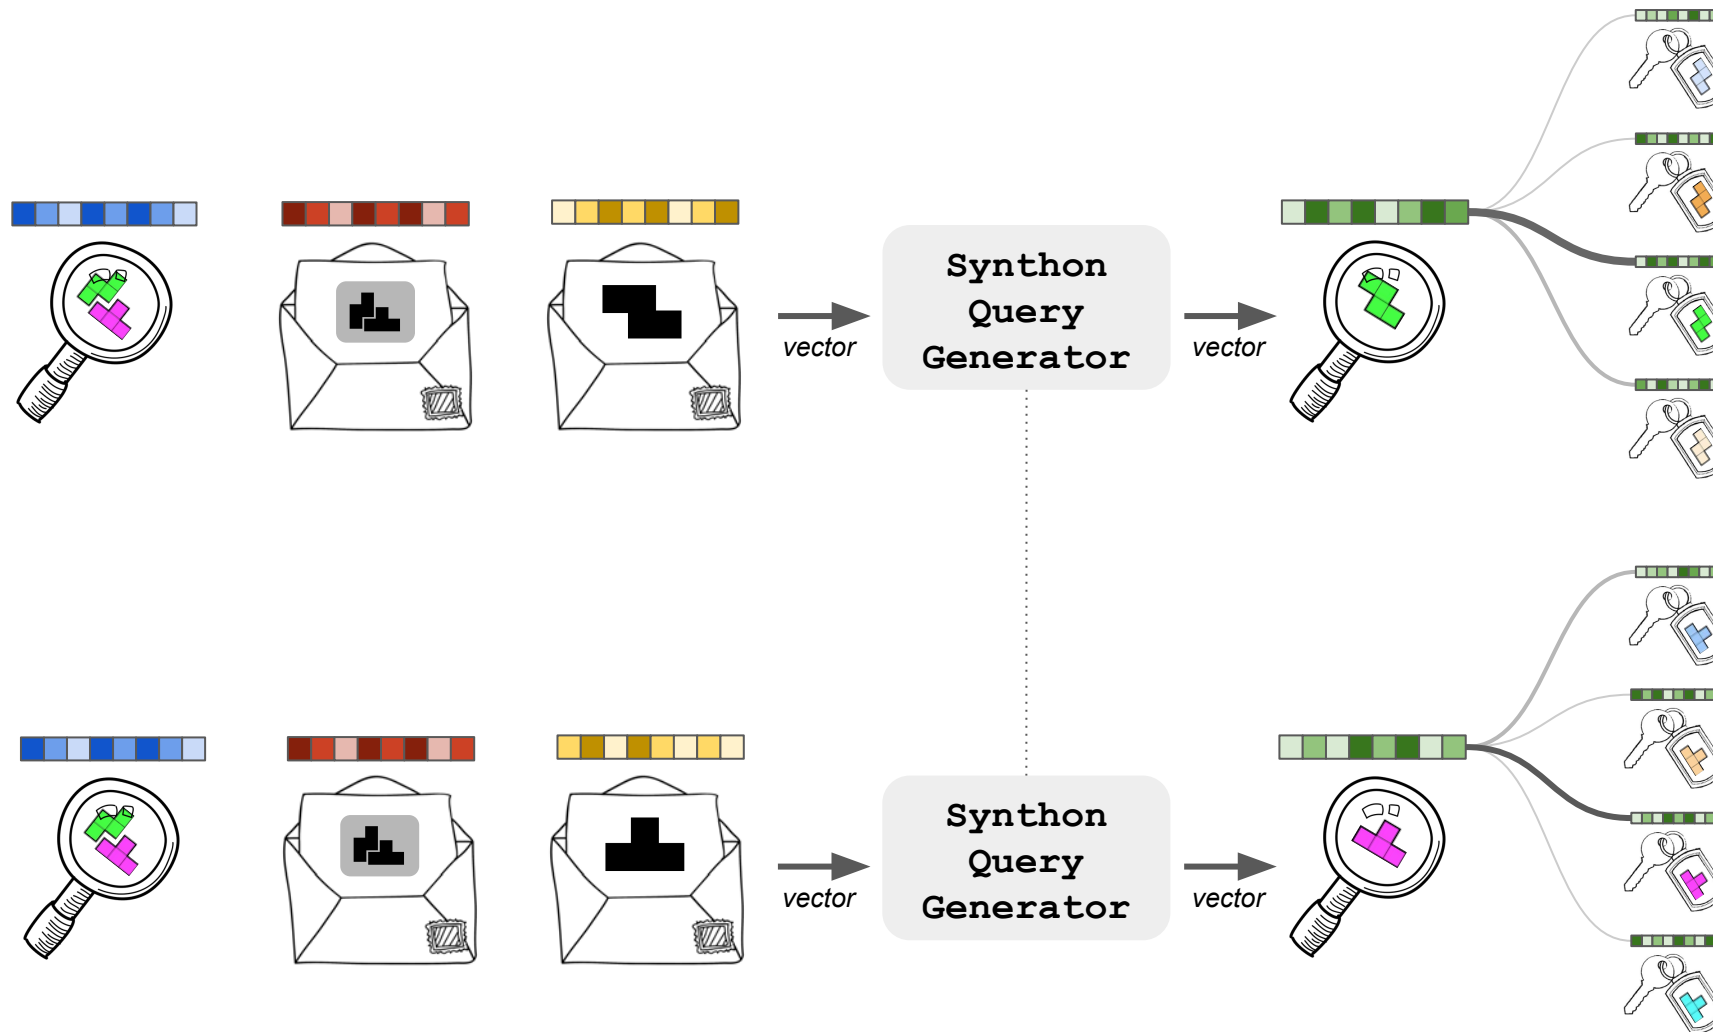 Synthon
Query
Generator
vector
vector
Synthon
Query
Generator
vector
vector